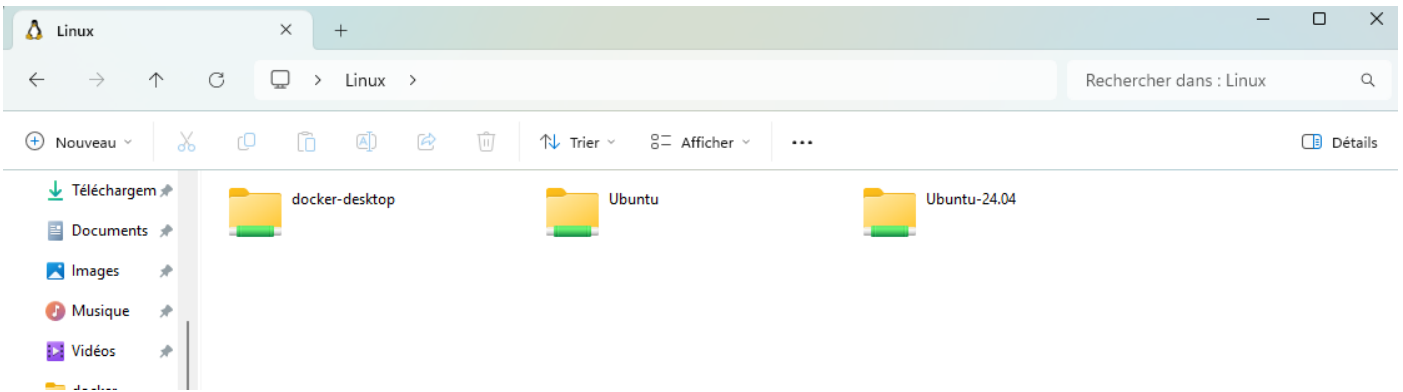 Linux
Linux
Rechercher dans : Linux
Nouveau
Trier
Afficher
Détails
Téléchargem
docker-desktop
Ubuntu
Ubuntu-24.04
Documents
Images
Musique
Vidéos
docker